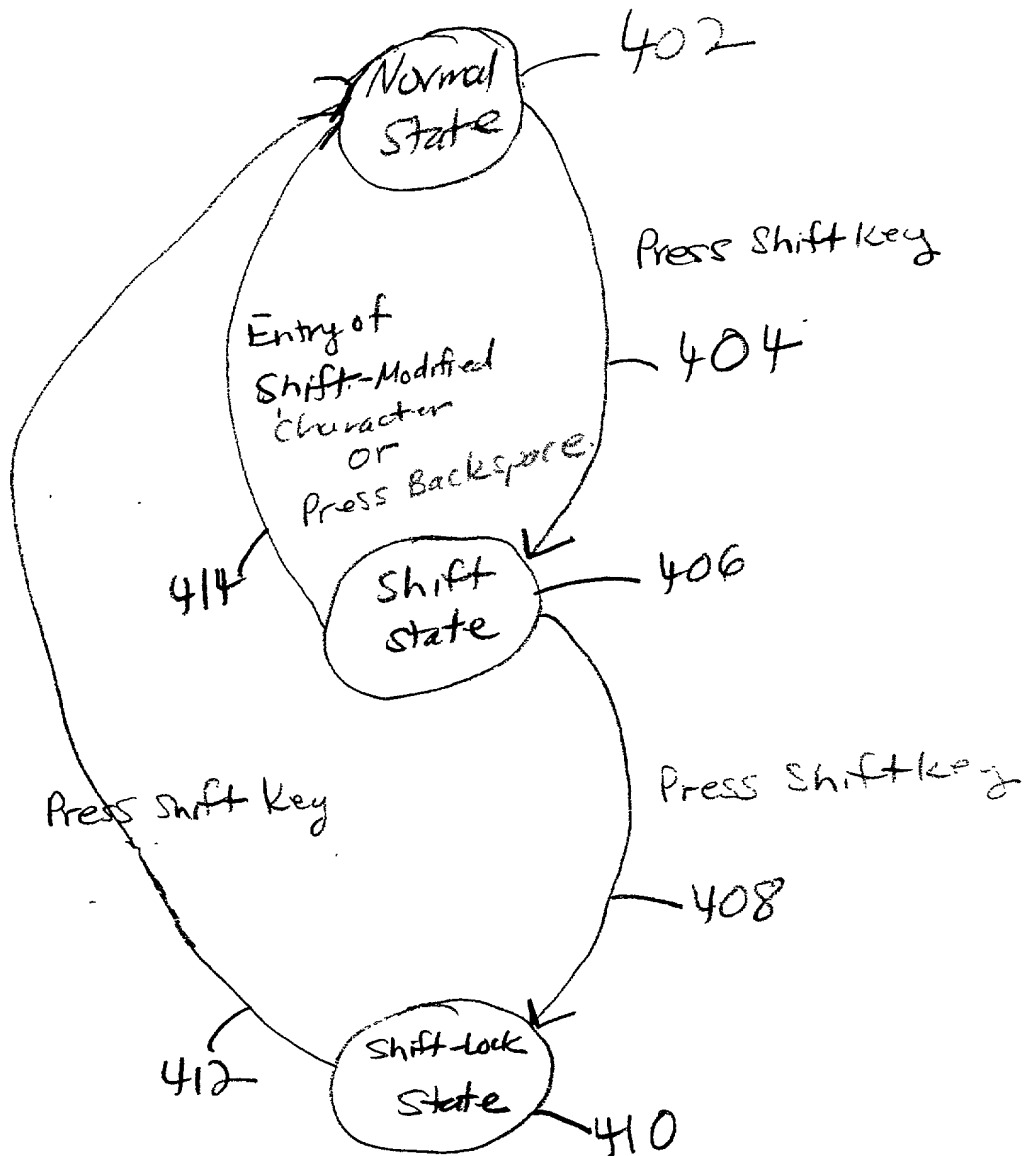 402
Normal
State
Press Shift key
404
Entry of
Shift-Modified
Character
or
Press Backspace.
414
Shift
State
406
Press Shift Key
Press Shift key
408
412
Shift-Lock
State
410